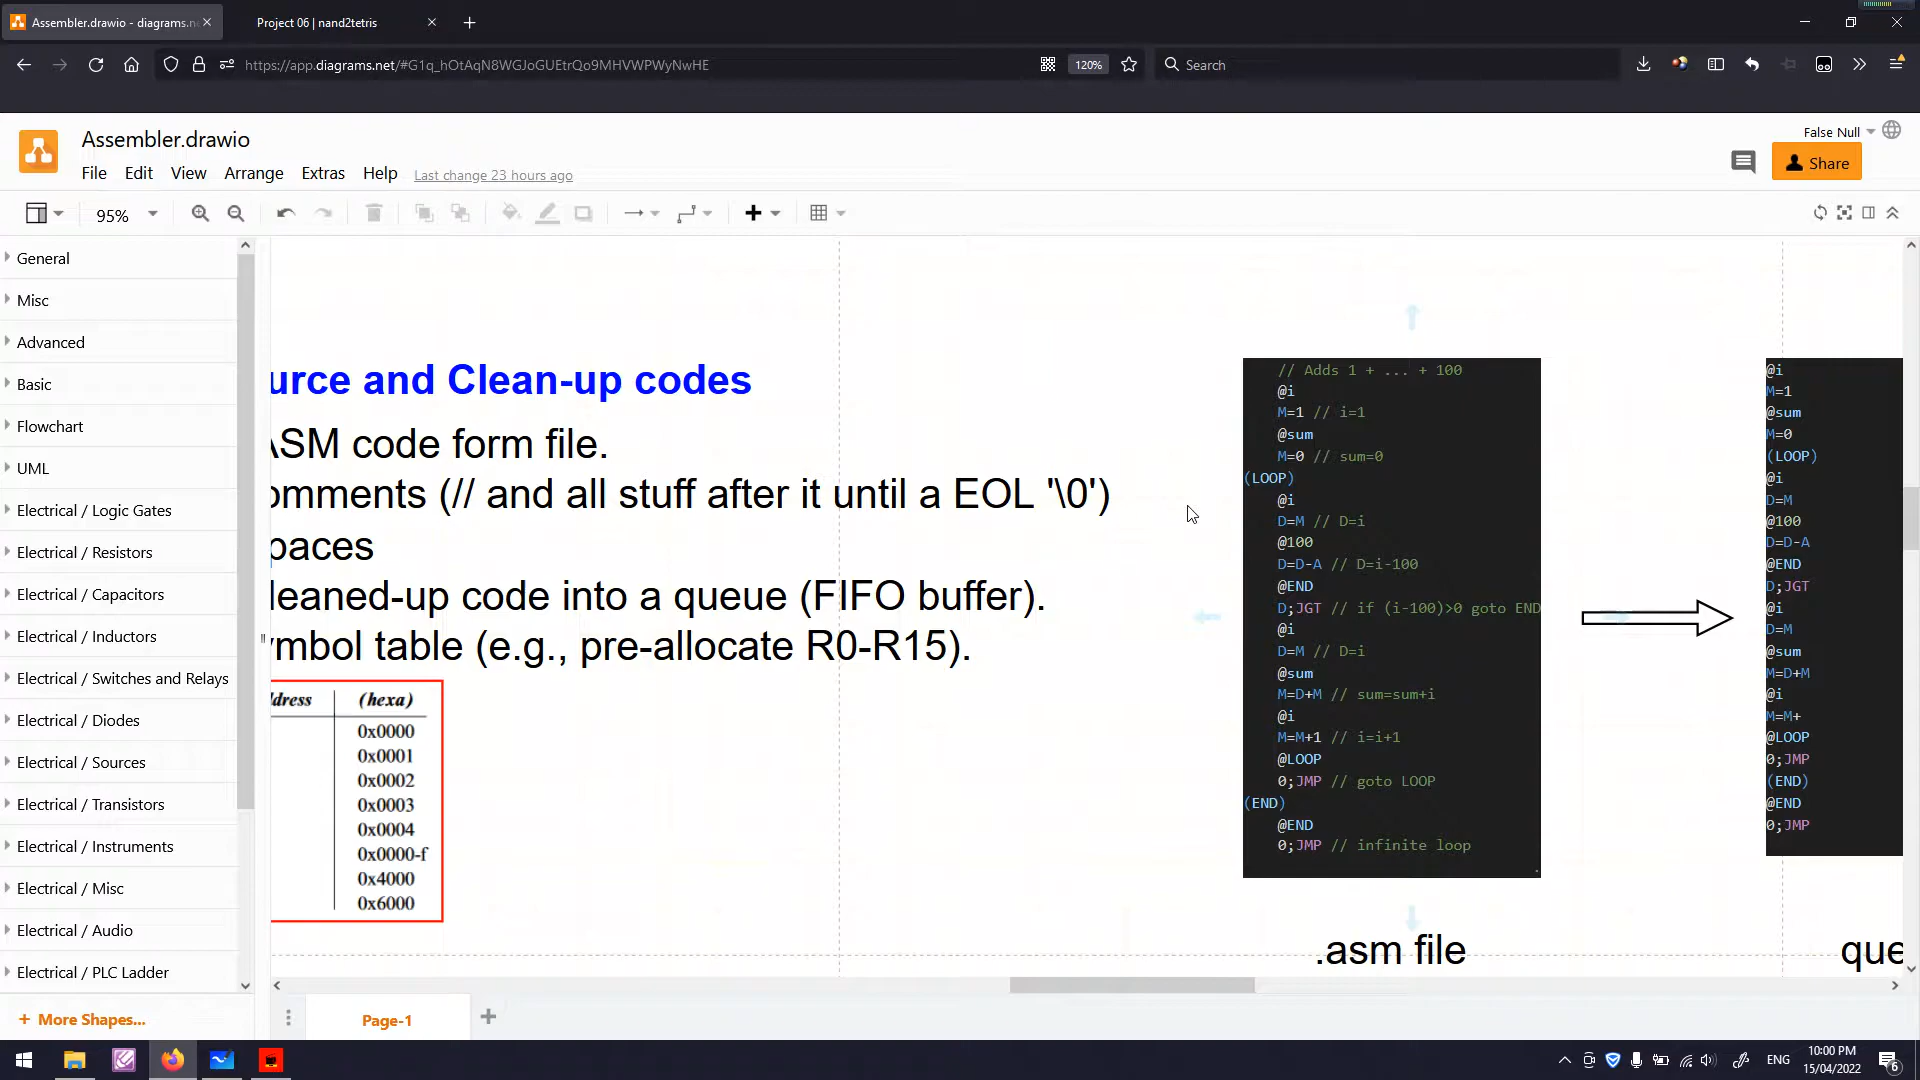 Assembler.drawio - diagrams.ne
Project 06 | nand2tetris
https://app.diagrams.net/#G1q_hOtAqN8WGJoGUEtrQo9MHVWPWyNwHE
120%
Search
Assembler.drawio
False Null
Share
File Edit View Arrange Extras Help Last change 23 hours ago
95%
General
Misc
Advanced
Basic
Flowchart
UML
Electrical / Logic Gates
Electrical / Resistors
Electrical / Capacitors
Electrical / Inductors
Electrical / Switches and Relays
Electrical / Diodes
Electrical / Sources
Electrical / Transistors
Electrical / Instruments
Electrical / Misc
Electrical / Audio
Electrical / PLC Ladder
+ More Shapes...
urce and Clean-up codes
ASM code form file.
omments (// and all stuff after it until a EOL '\0')
paces
leaned-up code into a queue (FIFO buffer).
ymbol table (e.g., pre-allocate R0-R15).
dress (hexa)
0x0000
0x0001
0x0002
0x0003
0x0004
0x0000-f
0x4000
0x6000
// Adds 1 + ... + 100
@i
M=1 // i=1
@sum
M=0 // sum=0
(LOOP)
@i
D=M // D=i
@100
D=D-A // D=i-100
@END
D;JGT // if (i-100)>0 goto END
@i
D=M // D=i
@sum
M=D+M // sum=sum+i
@i
M=M+1 // i=i+1
@LOOP
0;JMP // goto LOOP
(END)
@END
0;JMP // infinite loop
.asm file
@i
M=1
@sum
M=0
(LOOP)
@i
D=M
@100
D=D-A
@END
D;JGT
@i
D=M
@sum
M=D+M
@i
M=M+
@LOOP
0;JMP
(END)
@END
0;JMP
que
Page-1
ENG
10:00 PM
15/04/2022
6